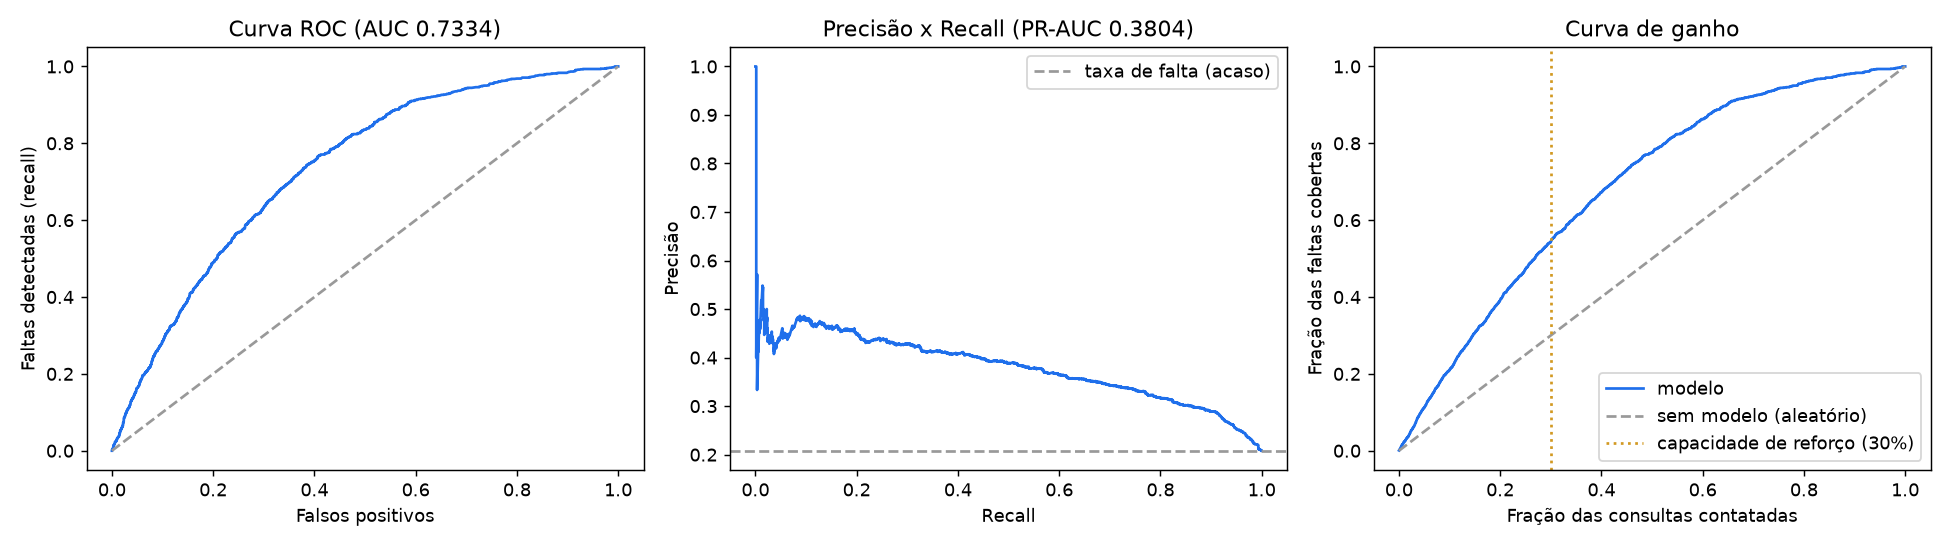 Curva ROC (AUC 0.7334)
1.0
0.8
0.6
0.4
0.2
0.0
Faltas detectadas (recall)
0.0 0.2 0.4 0.6 0.8 1.0
Falsos positivos
Precisão x Recall (PR-AUC 0.3804)
taxa de falta (acaso)
1.0
0.9
0.8
0.7
0.6
0.5
0.4
0.3
0.2
Precisão
0.0 0.2 0.4 0.6 0.8 1.0
Recall
Curva de ganho
1.0
0.8
0.6
0.4
0.2
0.0
Fração das faltas cobertas
modelo
sem modelo (aleatório)
capacidade de reforço (30%)
0.0 0.2 0.4 0.6 0.8 1.0
Fração das consultas contatadas